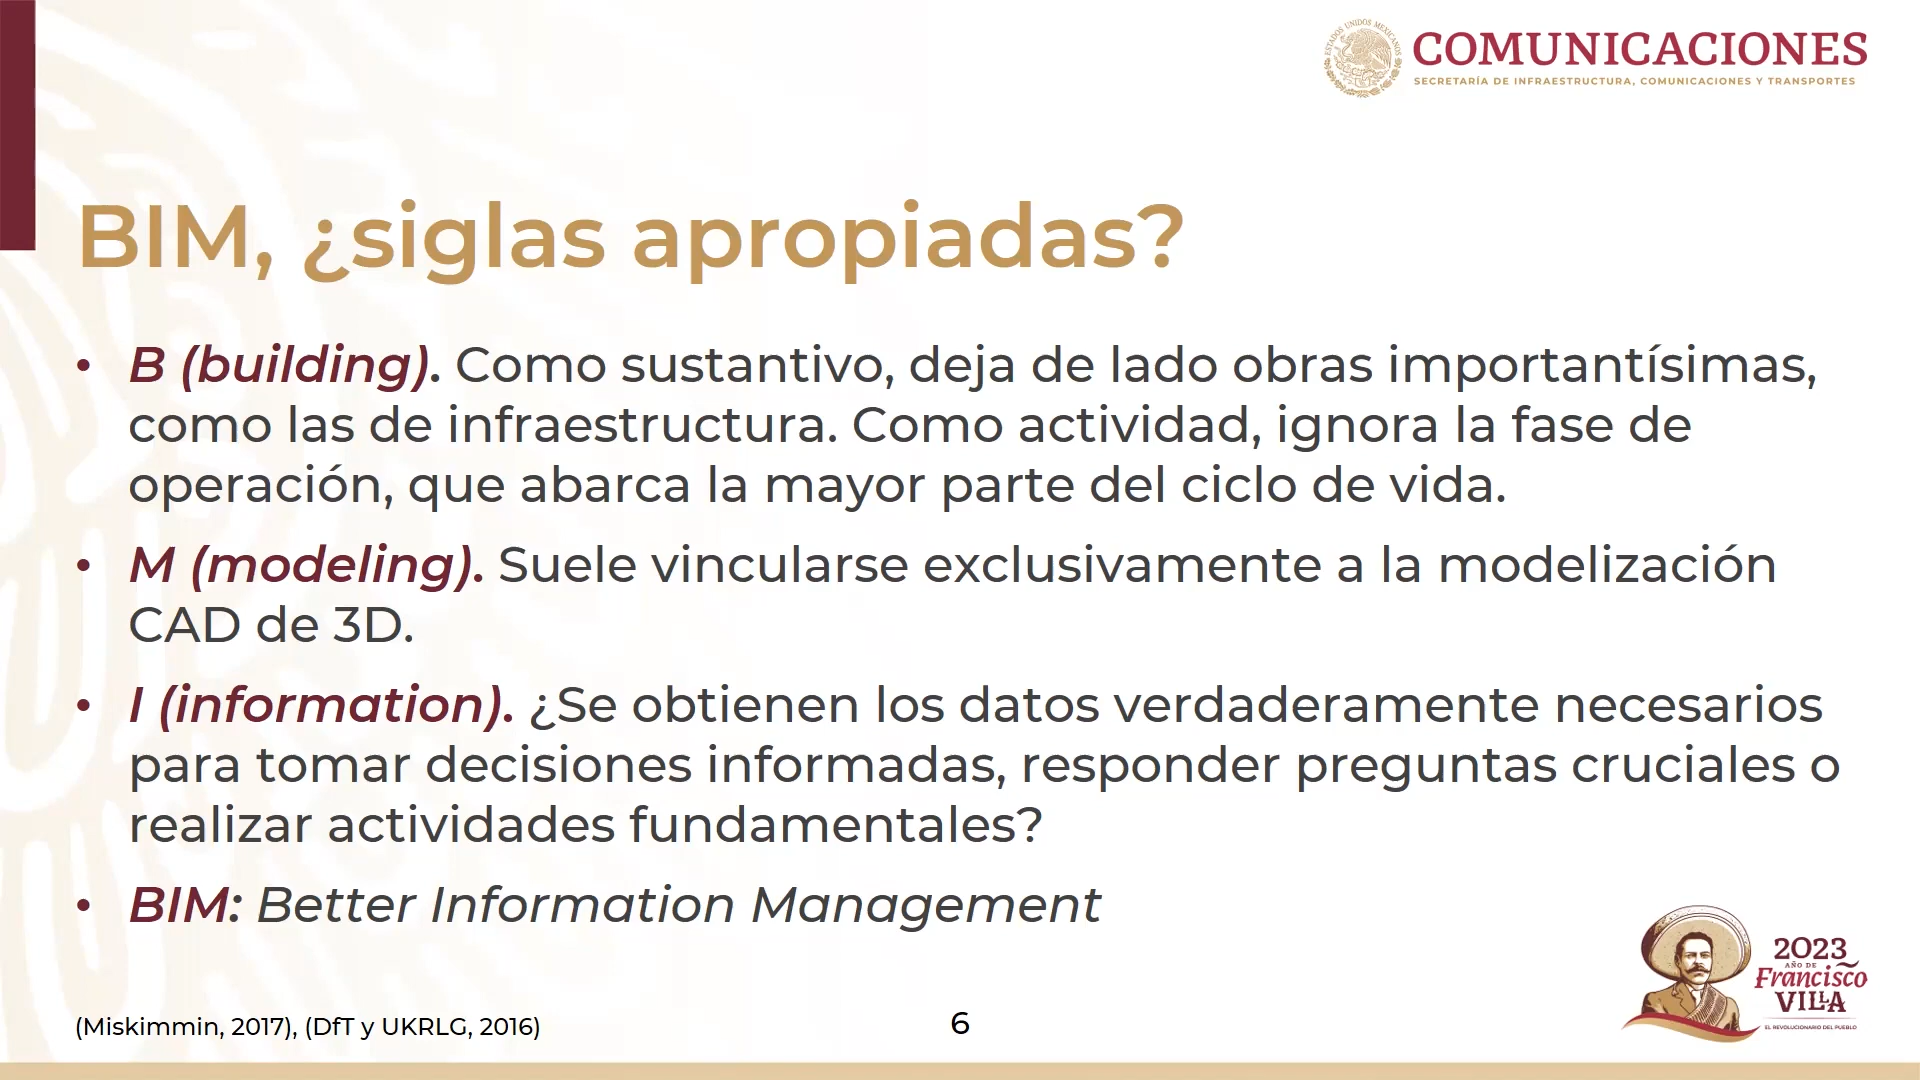 ESTADOS UNIDOS MEXICANOS
COMUNICACIONES
SECRETARÍA DE INFRAESTRUCTURA, COMUNICACIONES Y TRANSPORTES
BIM, ¿siglas apropiadas?
• B (building). Como sustantivo, deja de lado obras importantísimas,
como las de infraestructura. Como actividad, ignora la fase de
operación, que abarca la mayor parte del ciclo de vida.
• M (modeling). Suele vincularse exclusivamente a la modelización
CAD de 3D.
• I (information). ¿Se obtienen los datos verdaderamente necesarios
para tomar decisiones informadas, responder preguntas cruciales o
realizar actividades fundamentales?
• BIM: Better Information Management
2023
AÑO DE
Francisco
VILLA
EL REVOLUCIONARIO DEL PUEBLO
(Miskimmin, 2017), (DfT y UKRLG, 2016)
6